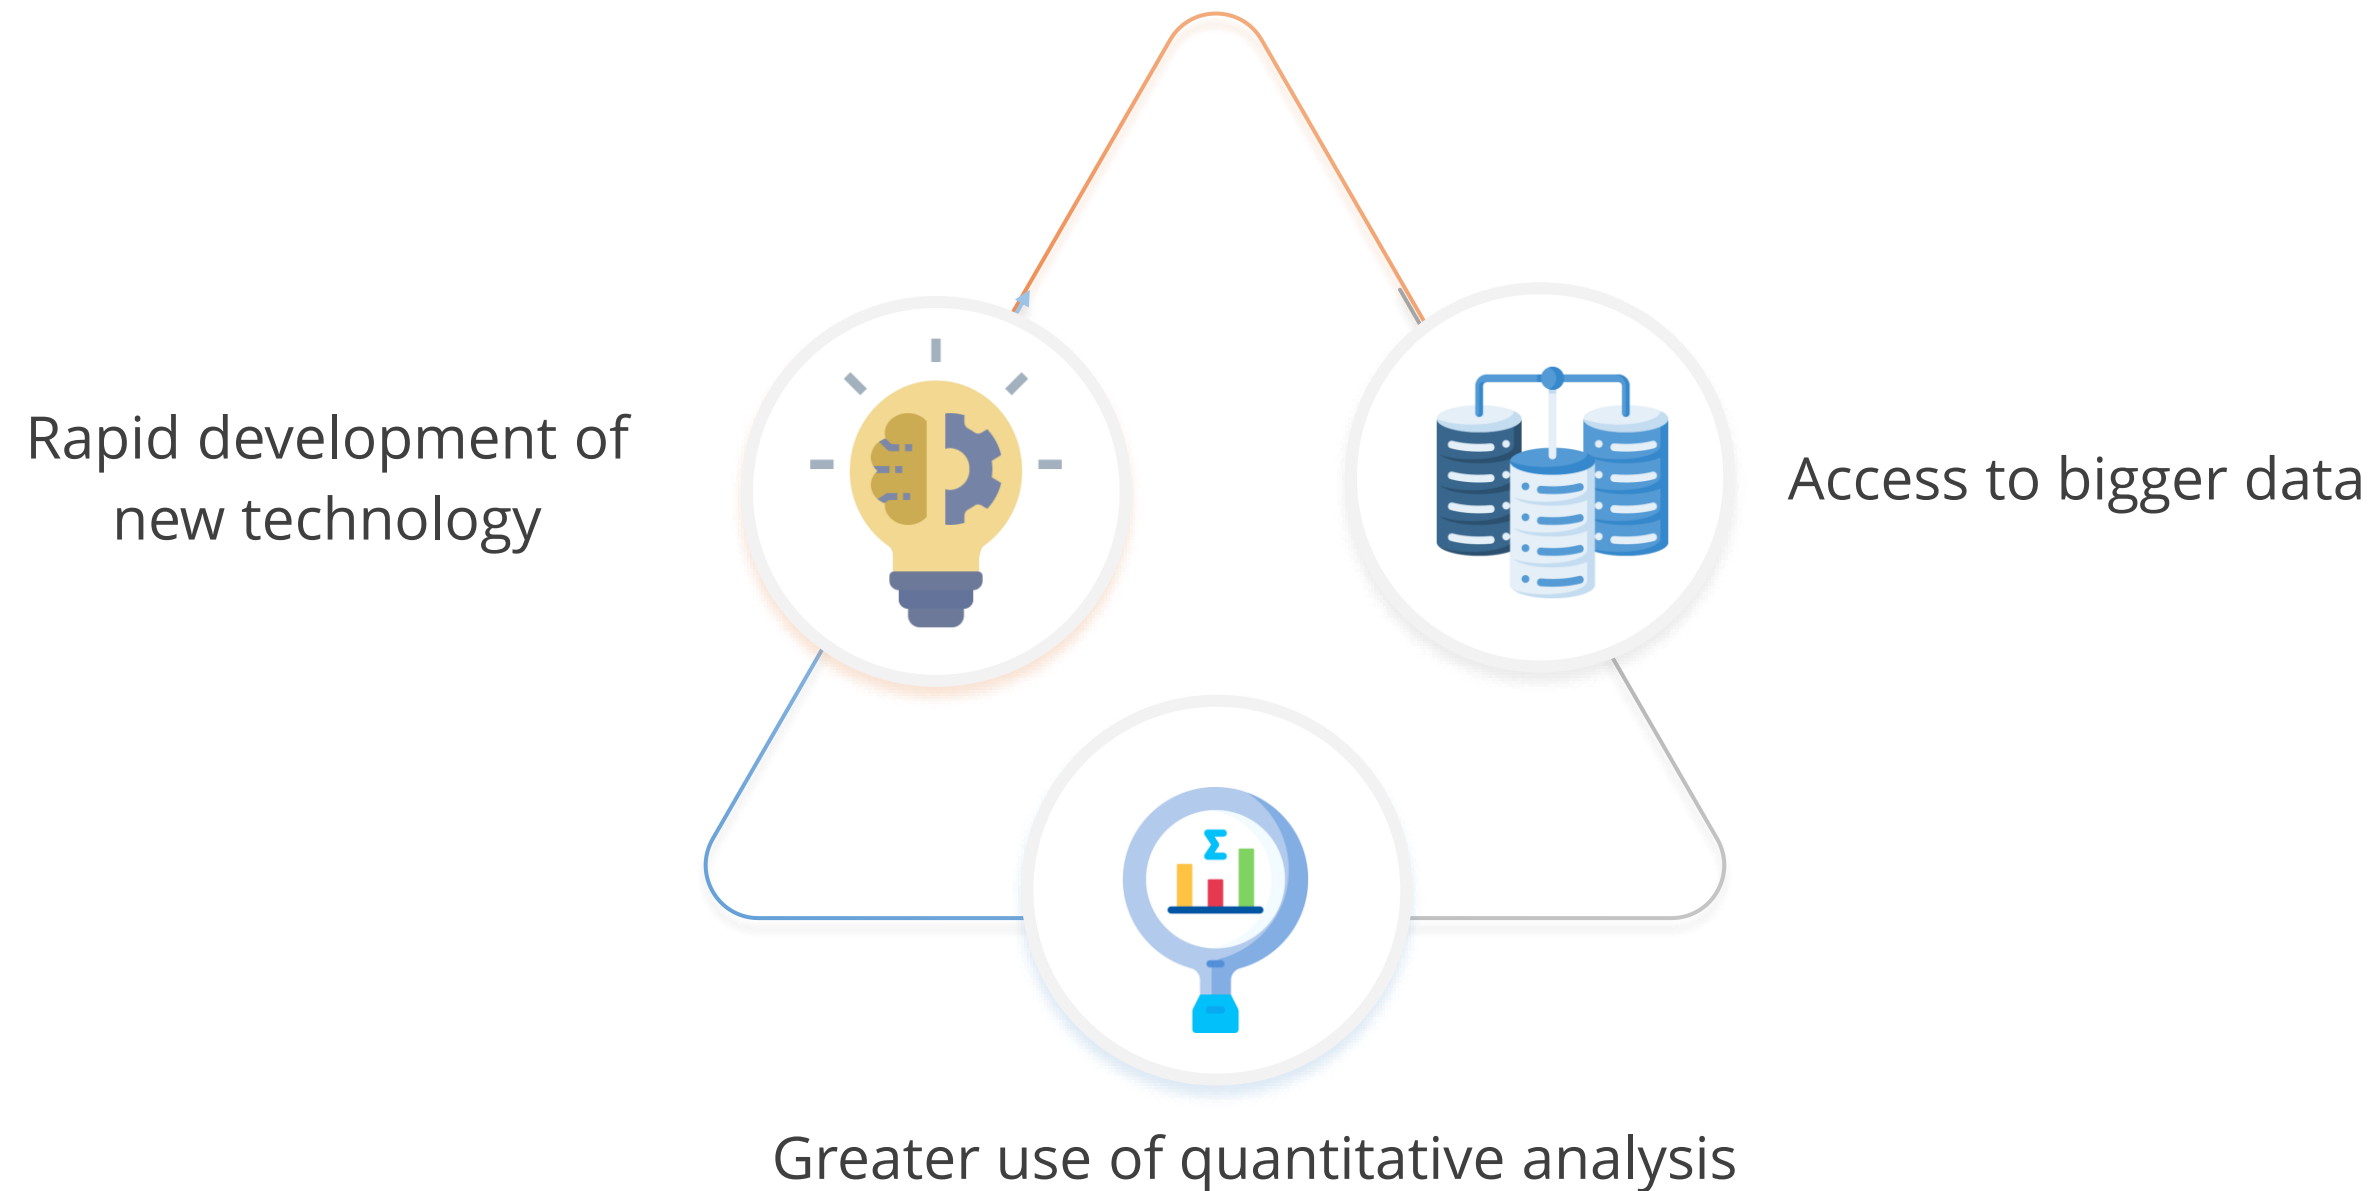 Rapid development of
new technology
Access to bigger data
Σ
Greater use of quantitative analysis